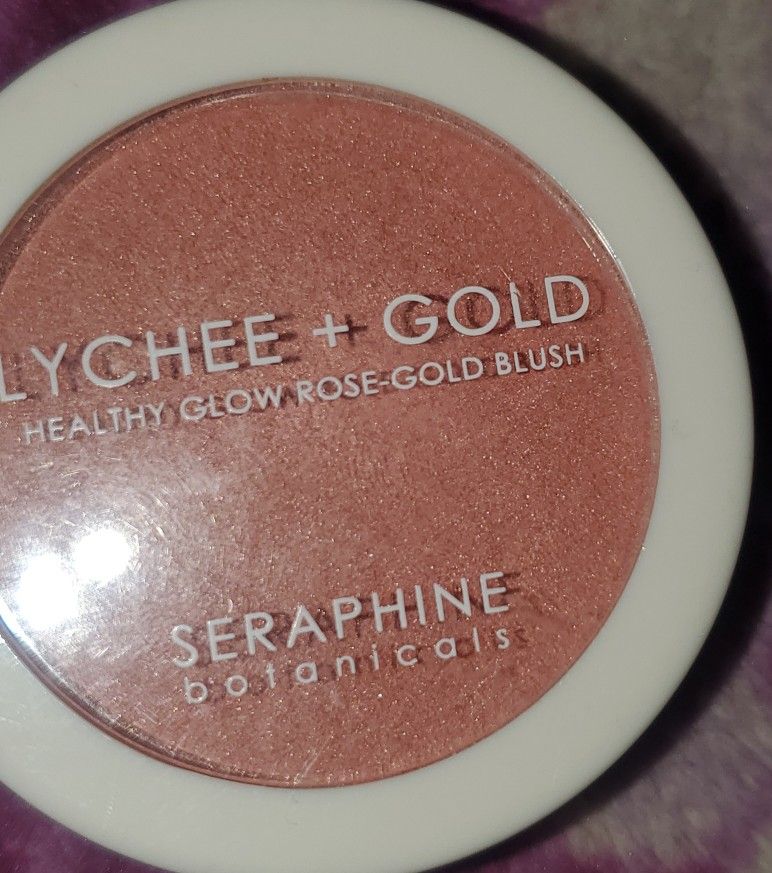 LYCHEE + GOLD
HEALTHY GLOW ROSE-GOLD BLUSH
SERAPHINE
botanicals